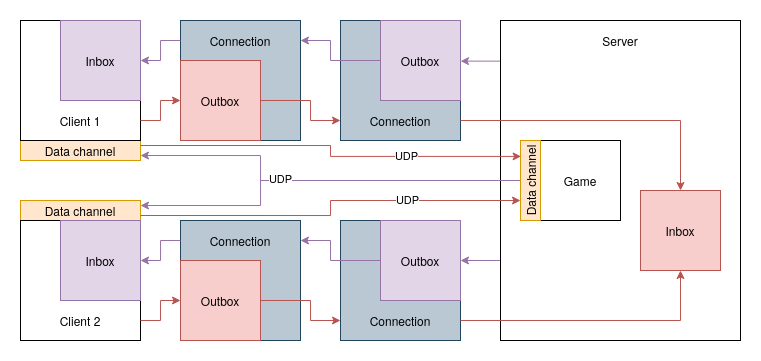 Connection
Server
Inbox
Outbox
Outbox
Client 1
Connection
Data channel
UDP
UDP
Data channel
Game
Data channel
UDP
Inbox
Connection
Inbox
Outbox
Outbox
Client 2
Connection